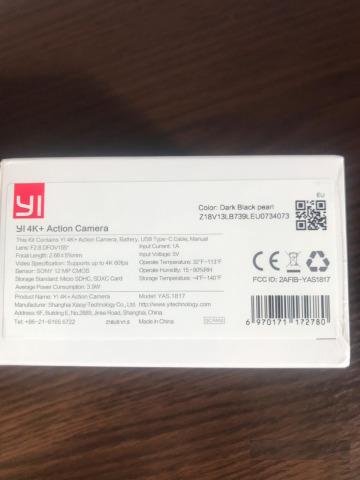 YI
YI 4K+ Action Camera
This Kit Contains YI 4K+ Action Camera, Battery, USB Type-C Cable, Manual
Lens: F2.8 DFOV155°
Input Current: 1A
Focal Length: 2.66±5%mm
Input Voltage: 5V
Video Specification: Supports up to 4K 60fps
Operate Temperature: 32°F~113°F
Sensor: SONY 12 MP CMOS
Operate Humidity: 15~90%RH
Storage Standard: Micro SDHC, SDXC Card
Storage Temperature: -4°F~140°F
Average Power Consumption: 3.9W
Product Name: YI 4K+ Action Camera
Model: YAS.1817
Manufacturer: Shanghai Xiaoyi Technology Co., Ltd.
http://www.yitechnology.com
Address: 6F, Building E, No.2889, Jinke Road, Shanghai, China
Tel: +86-21-6165 6722
Made in China
EU
Color: Dark Black pearl
Z18V13LB739LEU0734073
CE
FCC ID: 2AFIB-YAS1817
6 970171 172780